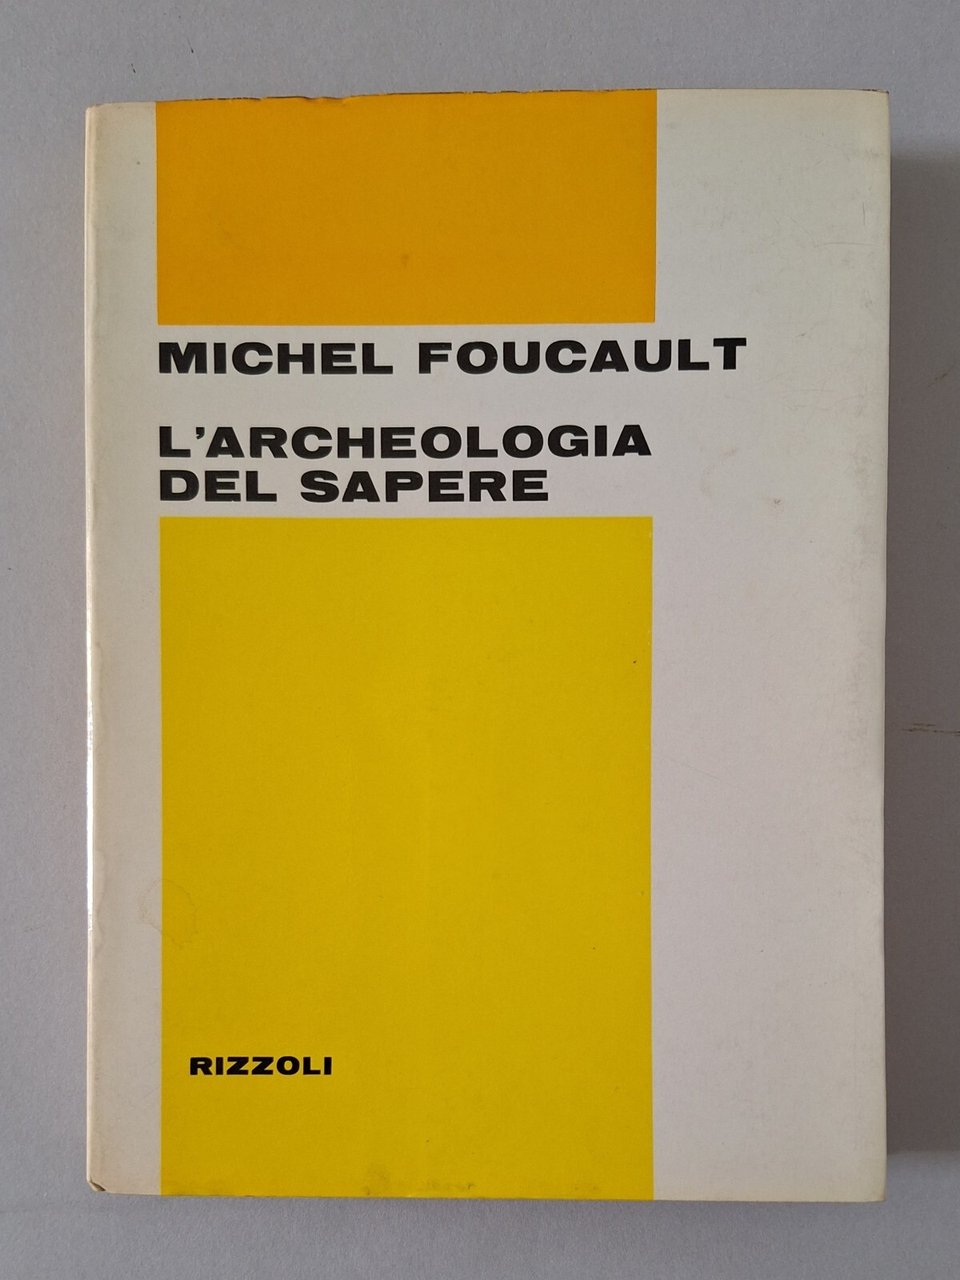 MICHEL FOUCAULT
L'ARCHEOLOGIA
DEL SAPERE
RIZZOLI